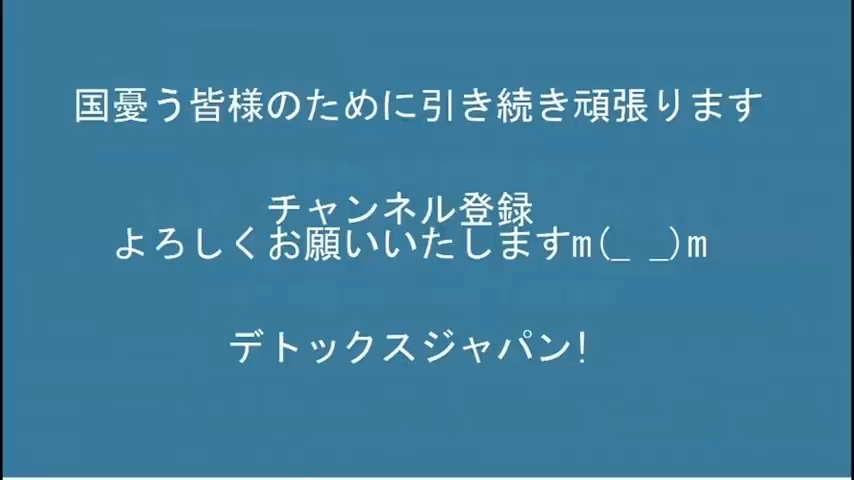 国憂う皆様のために引き続き頑張ります
チャンネル登録
よろしくお願いいたしますm(_ _)m
デトックスジャパン!